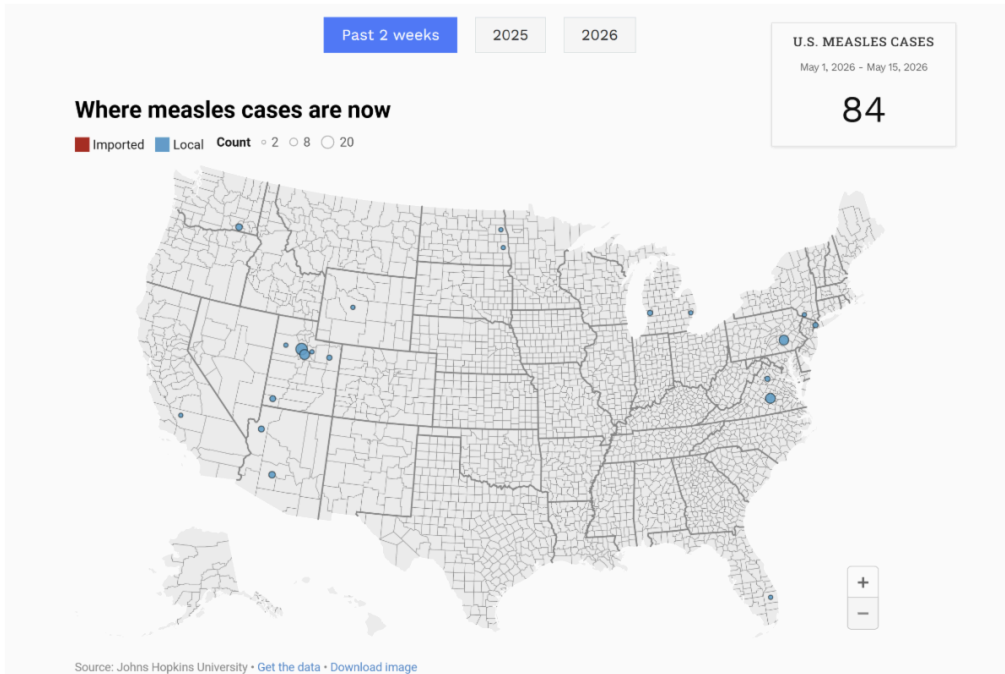 Past 2 weeks
2025
2026
U.S. MEASLES CASES
May 1, 2026 - May 15, 2026
84
Where measles cases are now
Imported Local Count 2 8 20
+
−
Source: Johns Hopkins University • Get the data • Download image